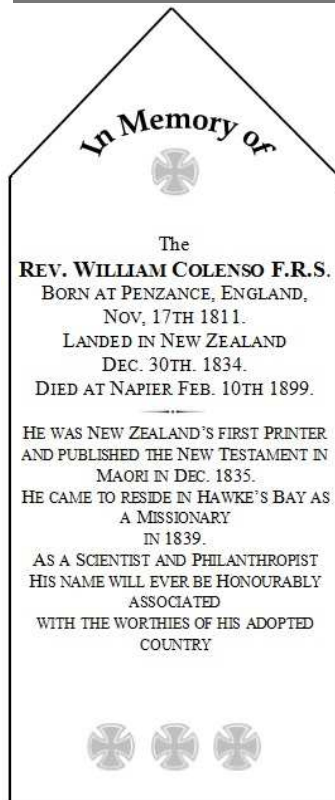 In Memory of
The
REV. WILLIAM COLENSO F.R.S.
BORN AT PENZANCE, ENGLAND,
NOV, 17TH 1811.
LANDED IN NEW ZEALAND
DEC. 30TH. 1834.
DIED AT NAPIER FEB. 10TH 1899.
HE WAS NEW ZEALAND'S FIRST PRINTER
AND PUBLISHED THE NEW TESTAMENT IN
MAORI IN DEC. 1835.
HE CAME TO RESIDE IN HAWKE'S BAY AS
A MISSIONARY
IN 1839.
AS A SCIENTIST AND PHILANTHROPIST
HIS NAME WILL EVER BE HONOURABLY
ASSOCIATED
WITH THE WORTHIES OF HIS ADOPTED
COUNTRY